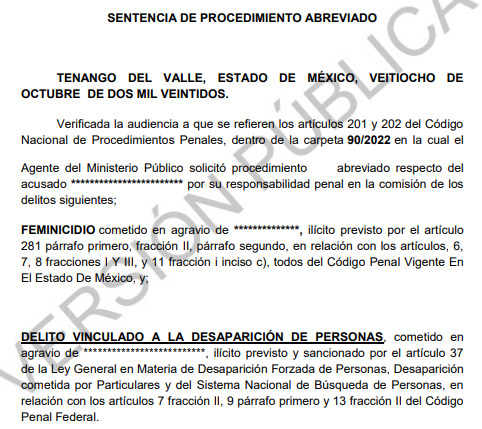 SENTENCIA DE PROCEDIMIENTO ABREVIADO
TENANGO DEL VALLE, ESTADO DE MÉXICO, VEITIOCHO DE
OCTUBRE DE DOS MIL VEINTIDOS.
Verificada la audiencia a que se refieren los artículos 201 y 202 del Código
Nacional de Procedimientos Penales, dentro de la carpeta 90/2022 en la cual el
Agente del Ministerio Público solicitó procedimiento abreviado respecto del
acusado ************************* por su responsabilidad penal en la comisión de los
delitos siguientes;
FEMINICIDIO cometido en agravio de **************, ilícito previsto por el artículo
281 párrafo primero, fracción II, párrafo segundo, en relación con los artículos, 6,
7, 8 fracciones I Y III, y 11 fracción i inciso c), todos del Código Penal Vigente En
El Estado De México, y;
DELITO VINCULADO A LA DESAPARICIÓN DE PERSONAS, cometido en
agravio de *************************, ilícito previsto y sancionado por el artículo 37
de la Ley General en Materia de Desaparición Forzada de Personas, Desaparición
cometida por Particulares y del Sistema Nacional de Búsqueda de Personas, en
relación con los artículos 7 fracción II, 9 párrafo primero y 13 fracción II del Código
Penal Federal.
VERSIÓN PÚBLICA